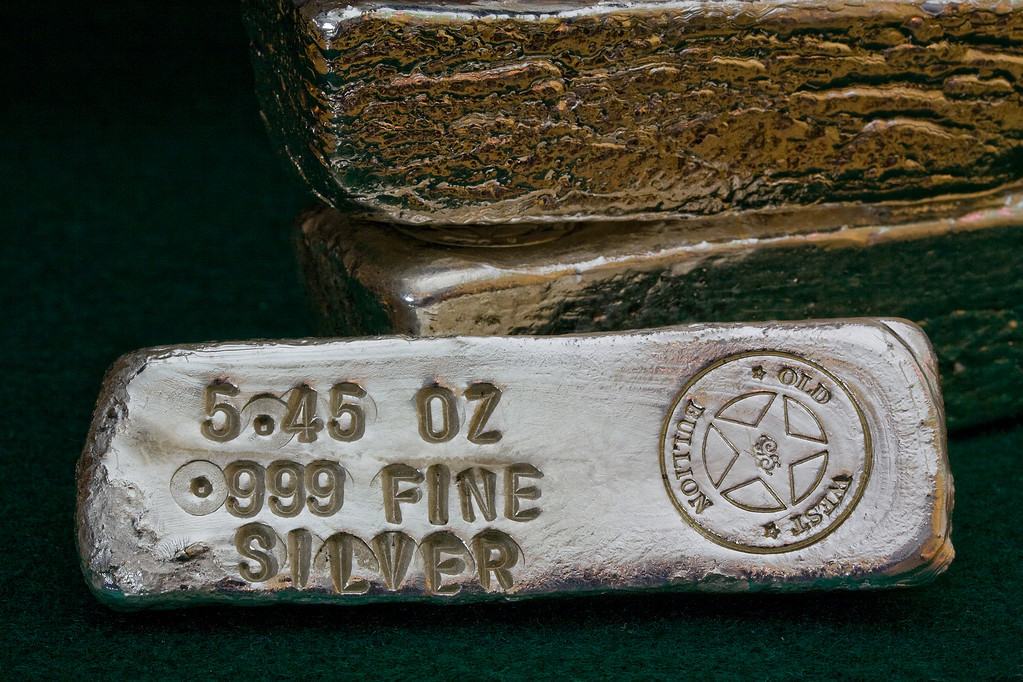 5.45 OZ
.999 FINE
SILVER
OLD WEST BULLION